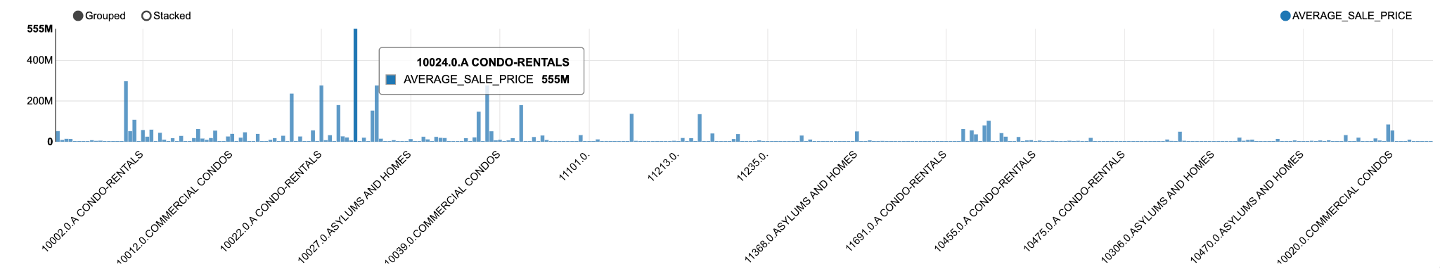 Grouped Stacked AVERAGE_SALE_PRICE
555M
10024.0.A CONDO-RENTALS
400M
AVERAGE_SALE_PRICE 555M
200M
0
10002.0.A CONDO-RENTALS
10012.0.COMMERCIAL CONDOS
10022.0.A CONDO-RENTALS
10027.0.ASYLUMS AND HOMES
10039.0.COMMERCIAL CONDOS
11101.0.
11213.0.
11235.0.
11368.0.ASYLUMS AND HOMES
11691.0.A CONDO-RENTALS
10455.0.A CONDO-RENTALS
10475.0.A CONDO-RENTALS
10306.0.ASYLUMS AND HOMES
10470.0.ASYLUMS AND HOMES
10020.0.COMMERCIAL CONDOS